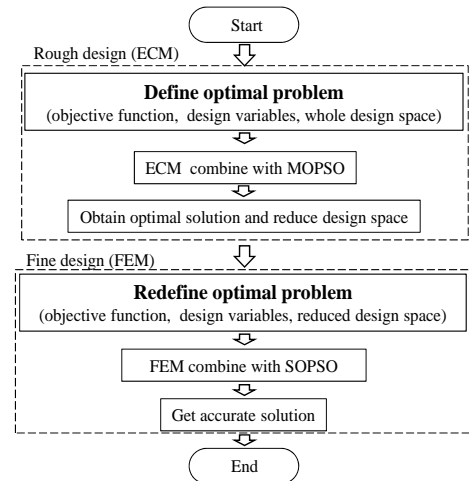 Start
Rough design (ECM)
Define optimal problem
(objective function, design variables, whole design space)
ECM combine with MOPSO
Obtain optimal solution and reduce design space
Fine design (FEM)
Redefine optimal problem
(objective function, design variables, reduced design space)
FEM combine with SOPSO
Get accurate solution
End